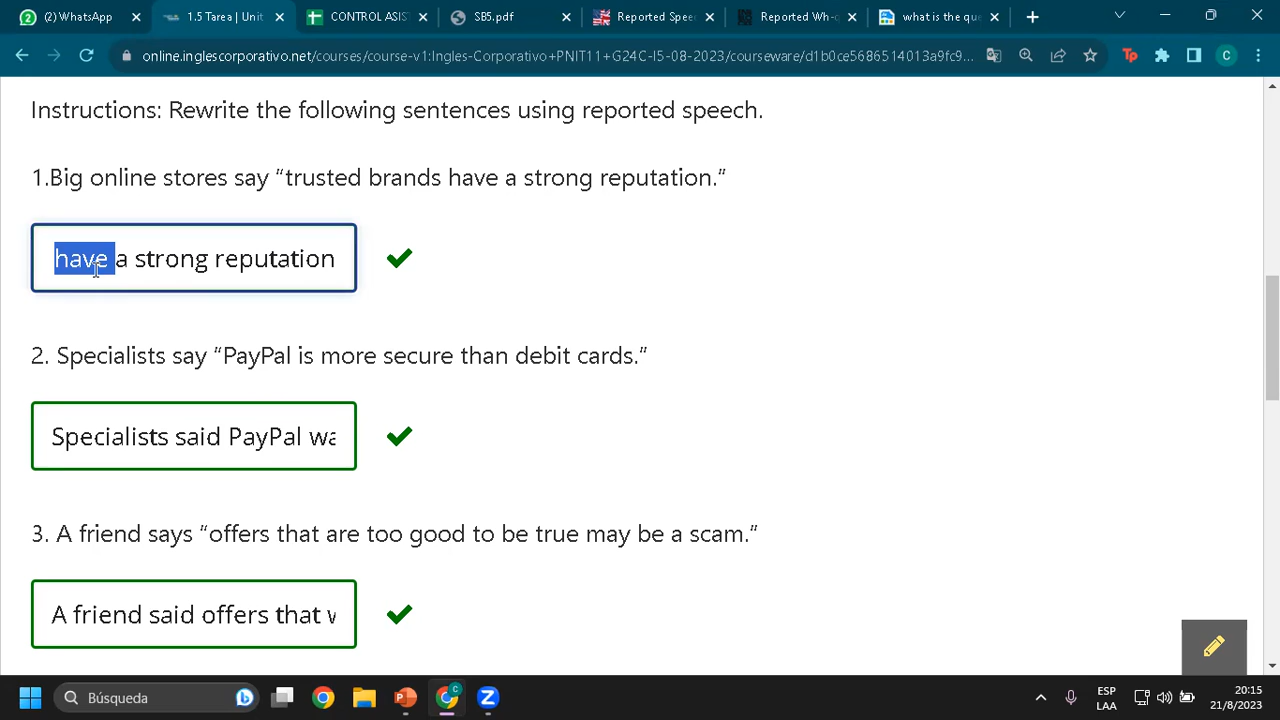 (2) WhatsApp
1.5 Tarea | Unit
CONTROL ASIS
SB5.pdf
Reported Spee
Reported Wh-q
what is the que
online.inglescorporativo.net/courses/course-v1:Ingles-Corporativo+PNIT11+G24C-I5-08-2023/courseware/d1b0ce5686514013a9fc9...
Instructions: Rewrite the following sentences using reported speech.
1.Big online stores say “trusted brands have a strong reputation.”
have a strong reputation
2. Specialists say “PayPal is more secure than debit cards.”
Specialists said PayPal wa
3. A friend says “offers that are too good to be true may be a scam.”
A friend said offers that w
Búsqueda
ESP
LAA
20:15
21/8/2023